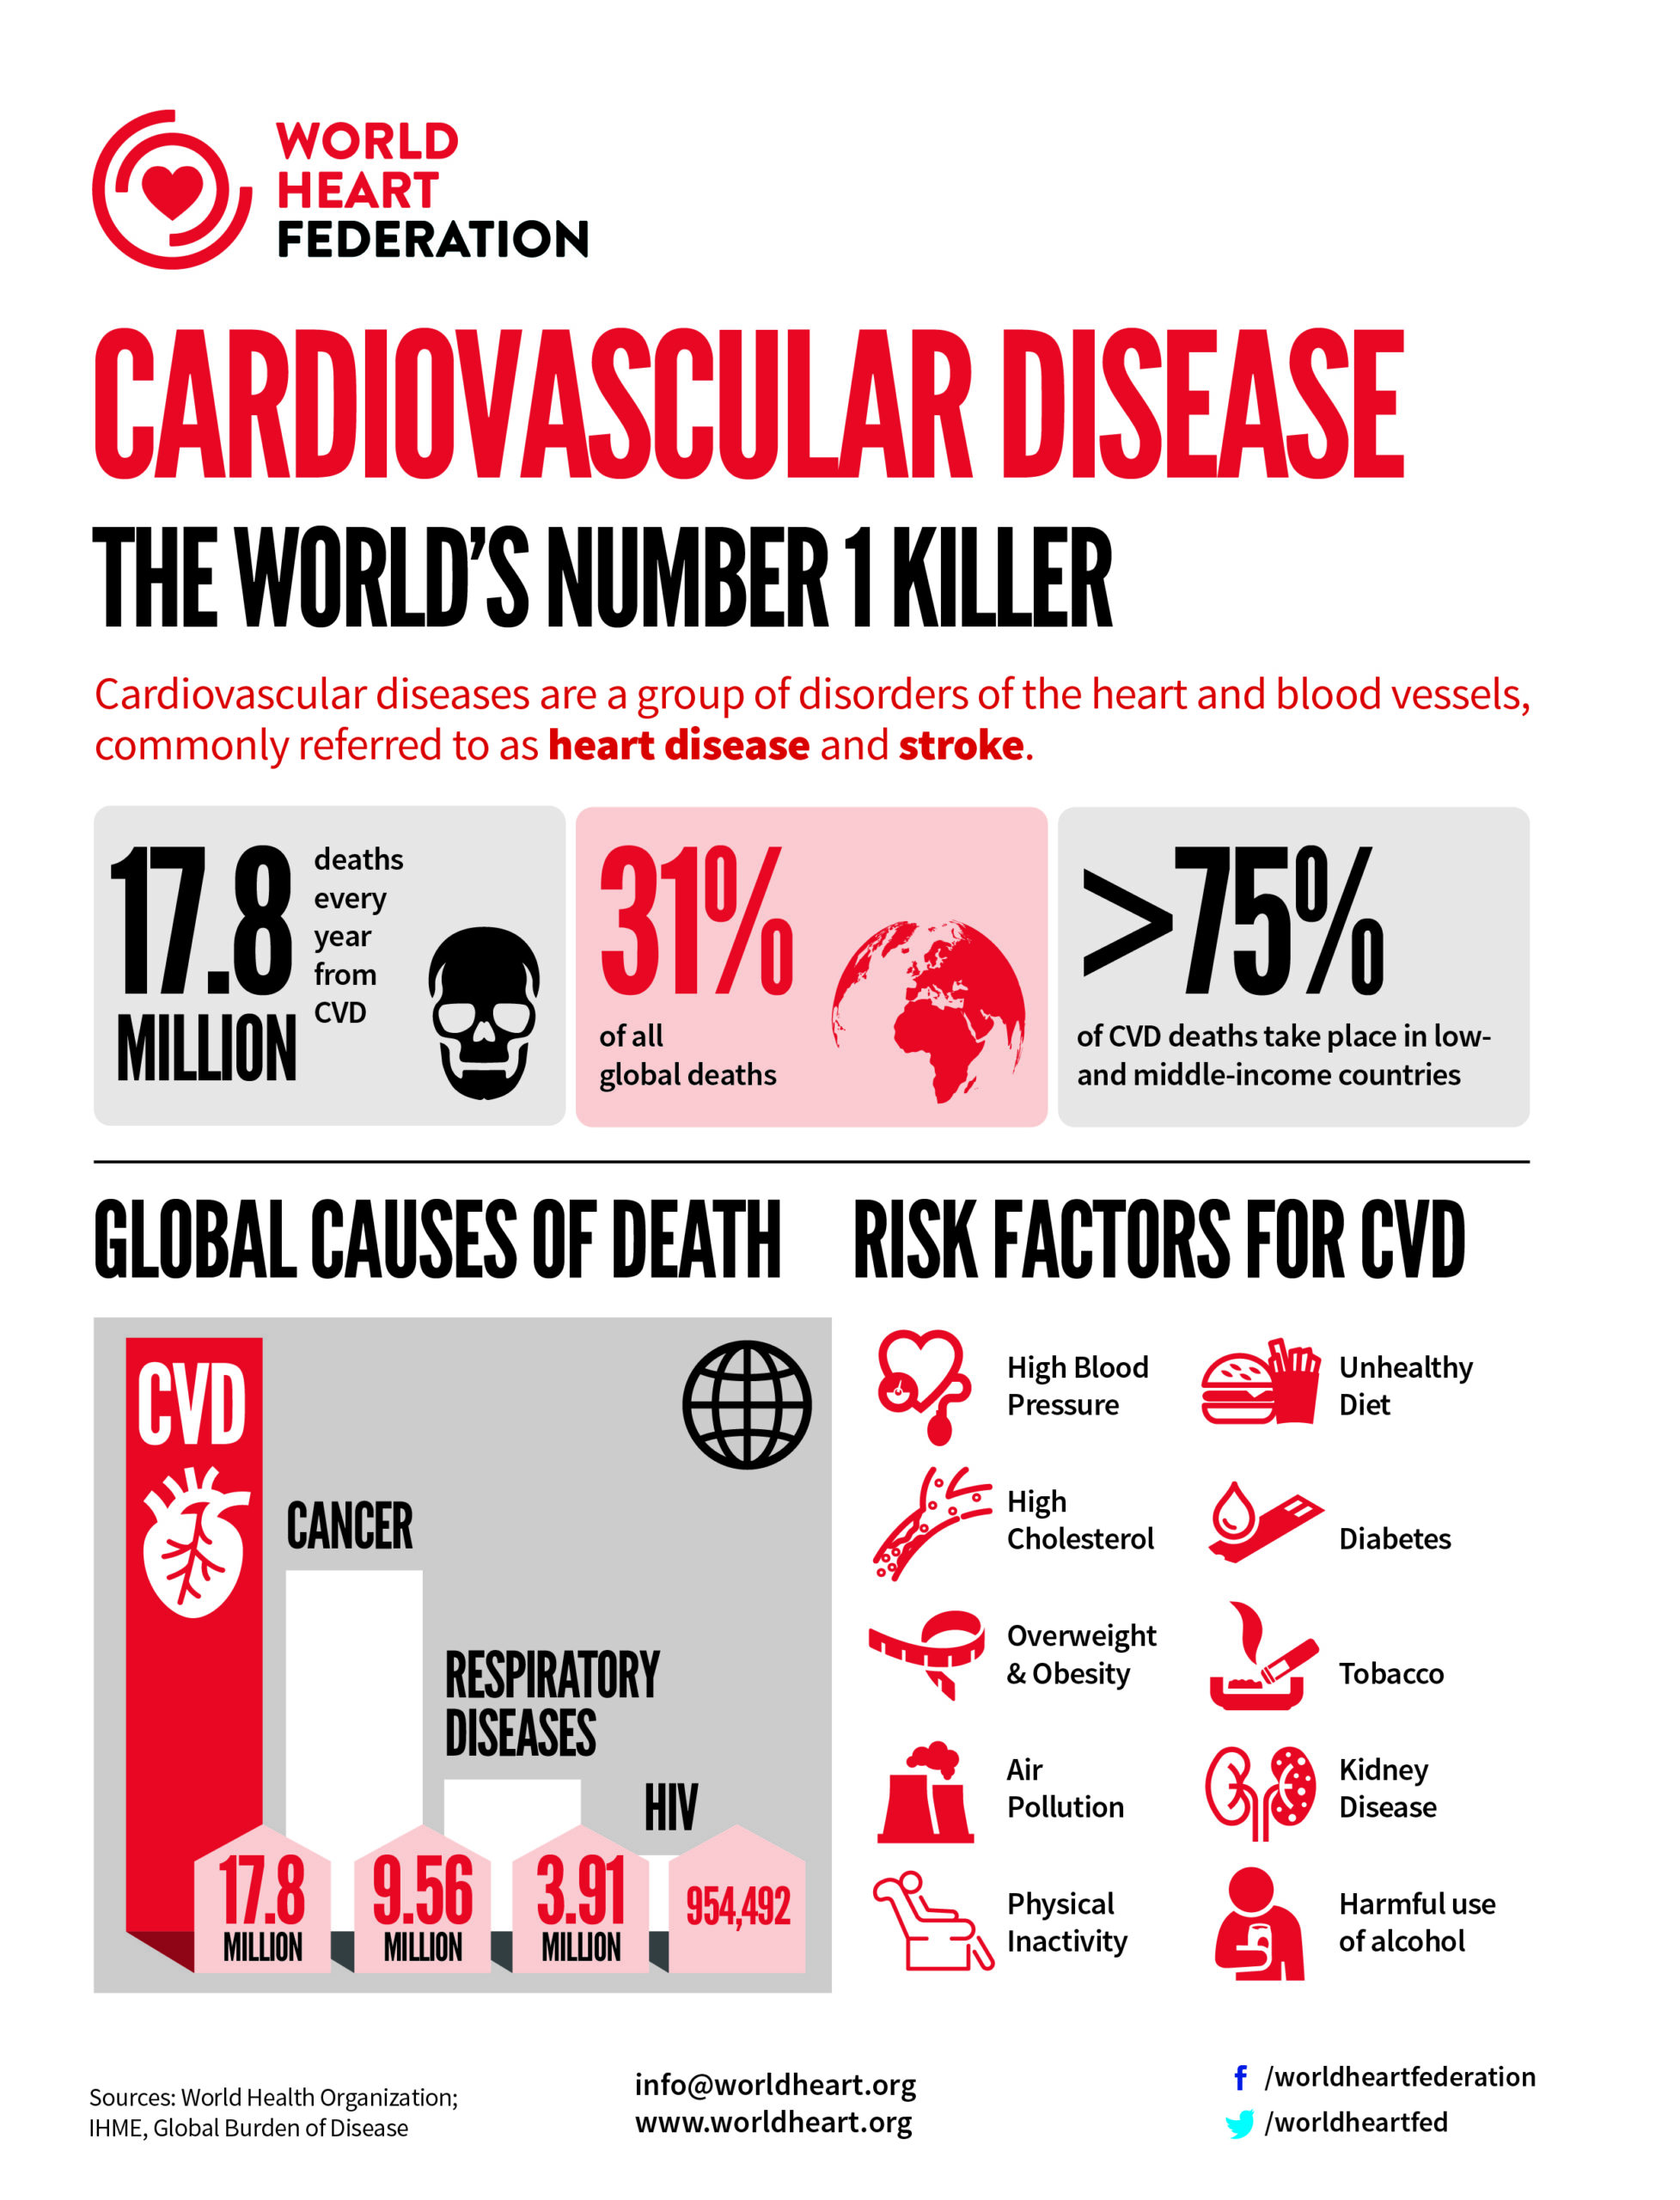 WORLD
HEART
FEDERATION
CARDIOVASCULAR DISEASE
THE WORLD'S NUMBER 1 KILLER
Cardiovascular diseases are a group of disorders of the heart and blood vessels,
commonly referred to as heart disease and stroke.
17.8
MILLION
deaths
every
year
from
CVD
31%
of all
global deaths
>75%
of CVD deaths take place in low-
and middle-income countries
GLOBAL CAUSES OF DEATH
CVD
CANCER
RESPIRATORY
DISEASES
HIV
17.8
MILLION
9.56
MILLION
3.91
MILLION
954,492
RISK FACTORS FOR CVD
High Blood
Pressure
Unhealthy
Diet
High
Cholesterol
Diabetes
Overweight
& Obesity
Tobacco
Air
Pollution
Kidney
Disease
Physical
Inactivity
Harmful use
of alcohol
Sources: World Health Organization;
IHME, Global Burden of Disease
info@worldheart.org
www.worldheart.org
f /worldheartfederation
/worldheartfed